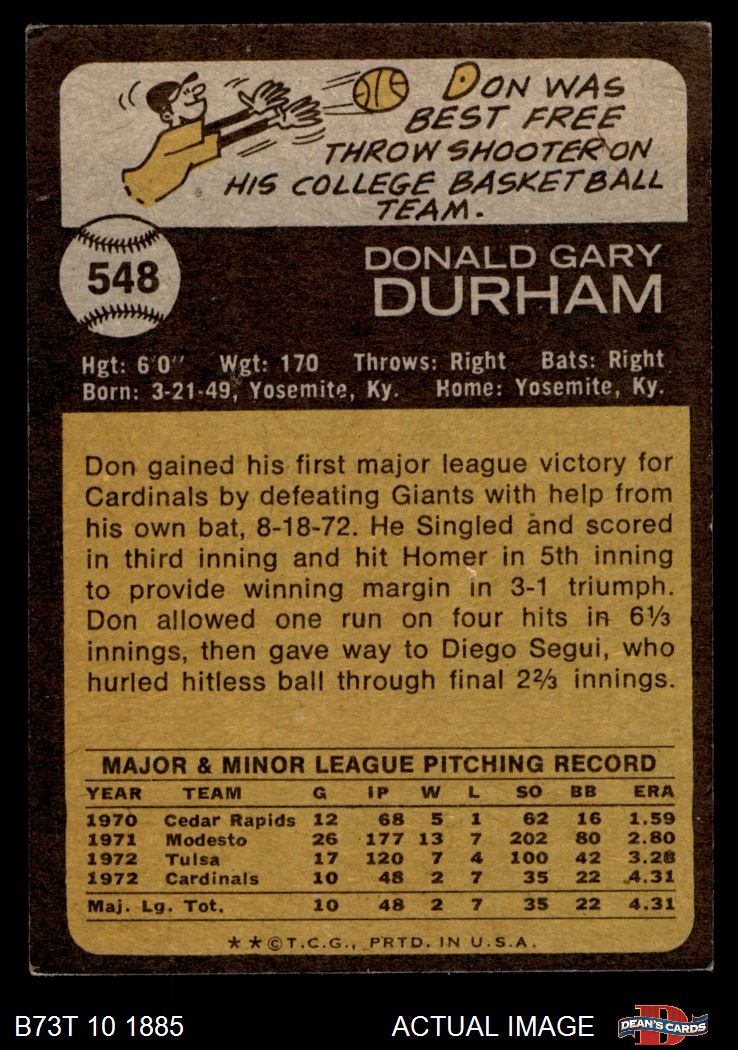 DON WAS
BEST FREE
THROW SHOOTER ON
HIS COLLEGE BASKETBALL
TEAM.
548
DONALD GARY
DURHAM
Hgt: 6'0" Wgt: 170 Throws: Right Bats: Right
Born: 3-21-49, Yosemite, Ky. Home: Yosemite, Ky.
Don gained his first major league victory for
Cardinals by defeating Giants with help from
his own bat, 8-18-72. He Singled and scored
in third inning and hit Homer in 5th inning
to provide winning margin in 3-1 triumph.
Don allowed one run on four hits in 6⅓
innings, then gave way to Diego Segui, who
hurled hitless ball through final 2⅔ innings.
MAJOR & MINOR LEAGUE PITCHING RECORD
YEAR TEAM G IP W L SO BB ERA
1970 Cedar Rapids 12 68 5 1 62 16 1.59
1971 Modesto 26 177 13 7 202 80 2.80
1972 Tulsa 17 120 7 4 100 42 3.28
1972 Cardinals 10 48 2 7 35 22 4.31
Maj. Lg. Tot. 10 48 2 7 35 22 4.31
★★©T.C.G., PRTD. IN U.S.A.
B73T 10 1885 ACTUAL IMAGE
D
DEAN'S CARDS